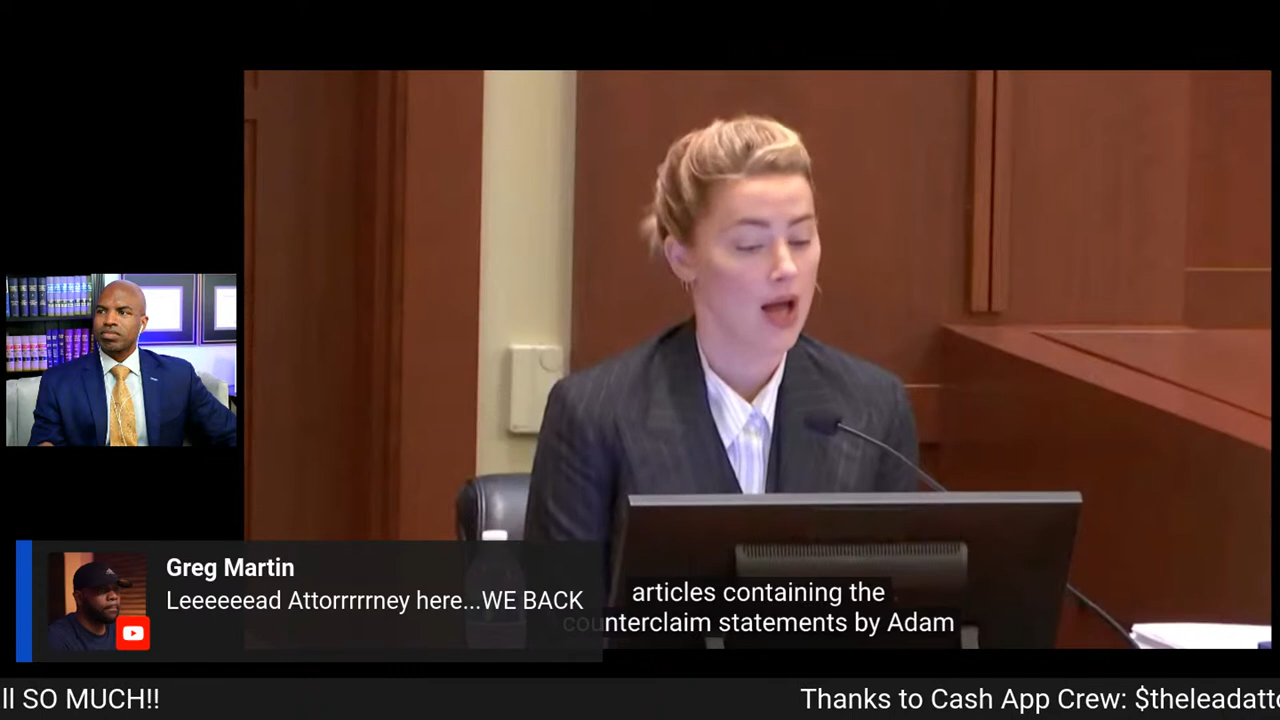 Greg Martin
Leeeeeead Attorrrrrney here...WE BACK
articles containing the
counterclaim statements by Adam
ll SO MUCH!!
Thanks to Cash App Crew: $theleadatto